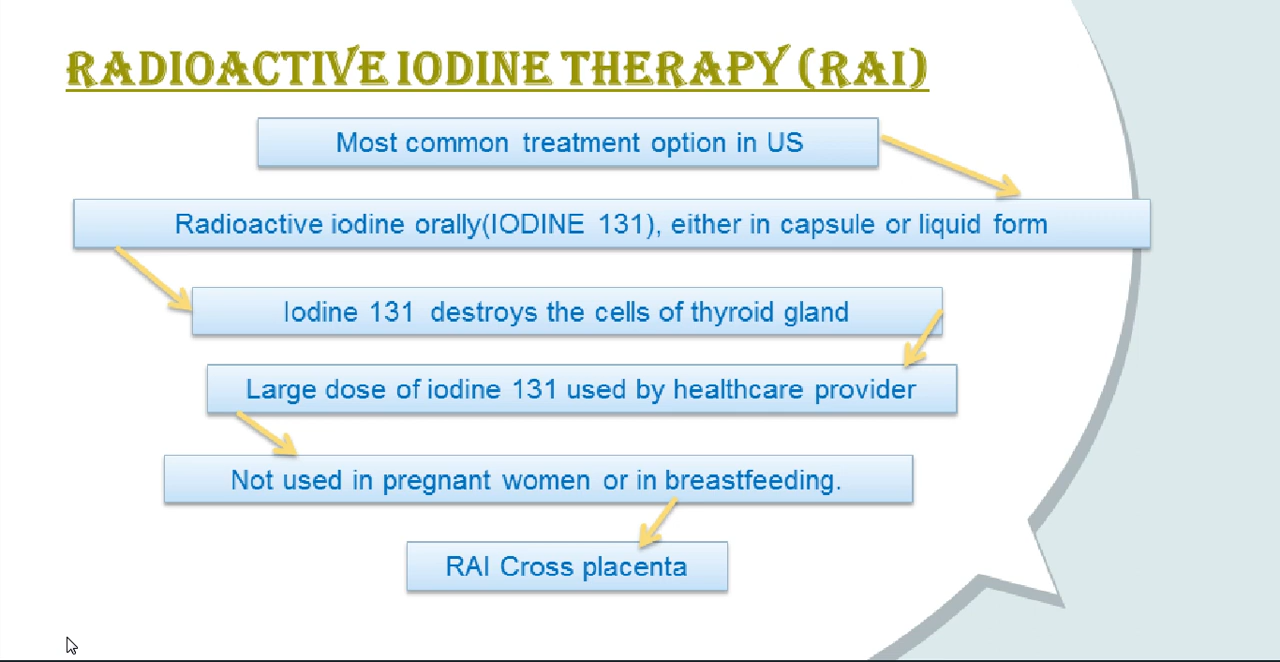 RADIOACTIVE IODINE THERAPY (RAI)
Most common treatment option in US
Radioactive iodine orally(IODINE 131), either in capsule or liquid form
Iodine 131 destroys the cells of thyroid gland
Large dose of iodine 131 used by healthcare provider
Not used in pregnant women or in breastfeeding.
RAI Cross placenta